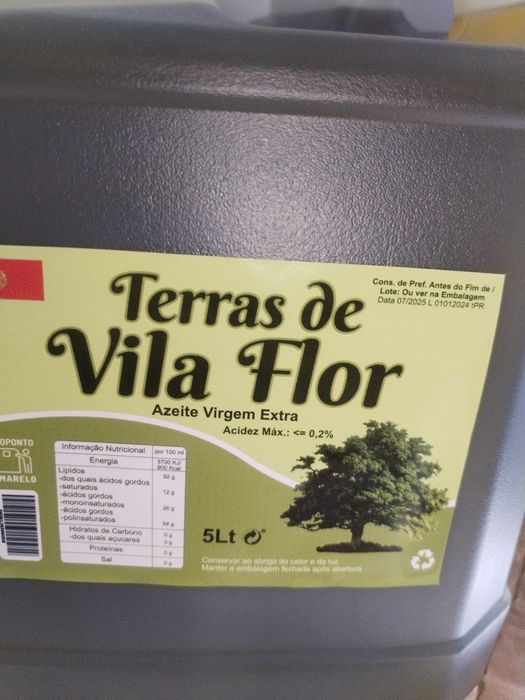 Terras de
Vila Flor
Cons. de Pref. Antes do Fim de /
Lote: Ou ver na Embalagem
Data 07/2025 L 01012024 tPR
Azeite Virgem Extra
Acidez Máx.: <= 0,2%
OPONTO
MARELO
Informação Nutricional por 100 ml
Energia 3700 KJ/
900 Kcal
Lípidos 92 g
-dos quais ácidos gordos
-saturados 12 g
-ácidos gordos
-monoinsaturados 26 g
-ácidos gordos
-polinsaturados 54 g
Hidratos de Carbono 0 g
-dos quais açucares 0 g
Proteínas 0 g
Sal 0 g
5Lt
Conservar ao abrigo do calor e da luz
Manter a embalagem fechada após abertura